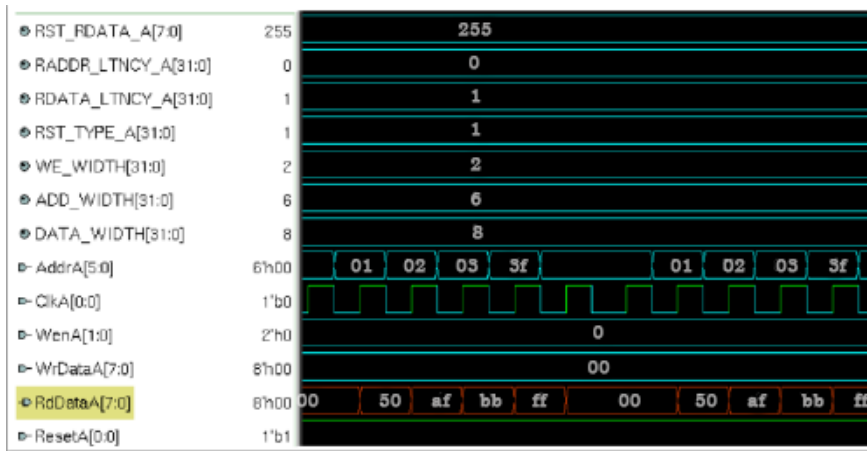 RST_RDATA_A[7:0] 255 255
RADDR_LTNCY_A[31:0] 0 0
RDATA_LTNCY_A[31:0] 1 1
RST_TYPE_A[31:0] 1 1
WE_WIDTH[31:0] 2 2
ADD_WIDTH[31:0] 6 6
DATA_WIDTH[31:0] 8 8
AddrA[5:0] 6'h00 01 02 03 3f 01 02 03 3f
ClkA[0:0] 1'b0
WenA[1:0] 2'h0 0
WrDataA[7:0] 8'h00 00
RdDataA[7:0] 8'h00 00 50 af bb ff 00 50 af bb ff
ResetA[0:0] 1'b1